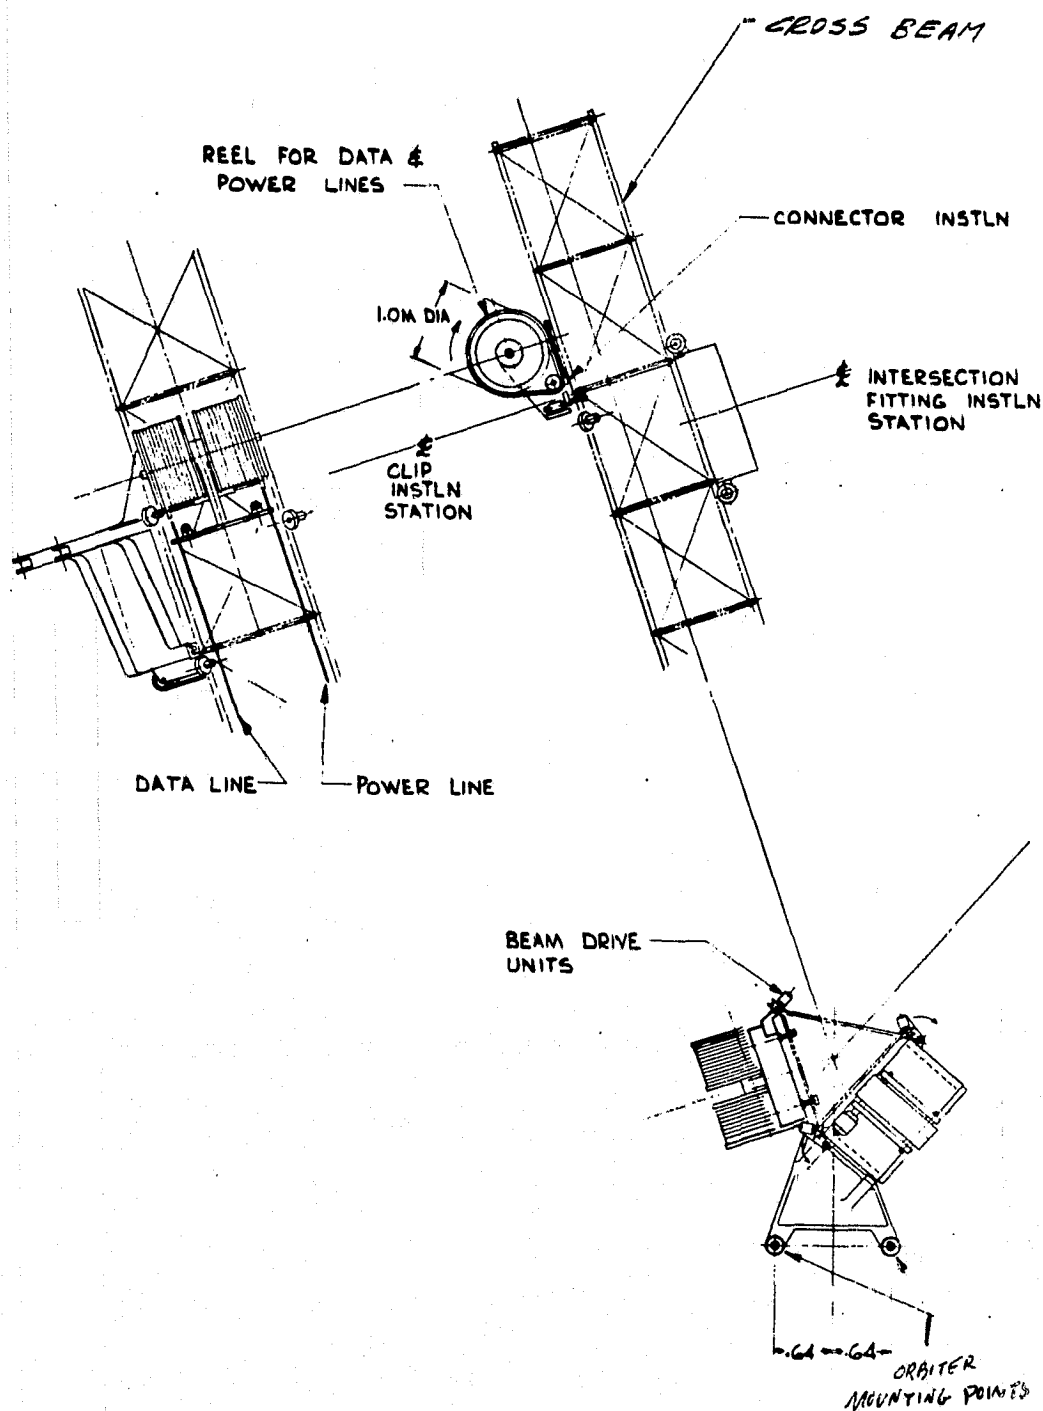 CROSS BEAM
REEL FOR DATA &
POWER LINES
CONNECTOR INSTLN
1.0M DIA
℄ INTERSECTION
FITTING INSTLN
STATION
℄
CLIP
INSTLN
STATION
DATA LINE
POWER LINE
BEAM DRIVE
UNITS
.64 .64
ORBITER
MOUNTING POINTS